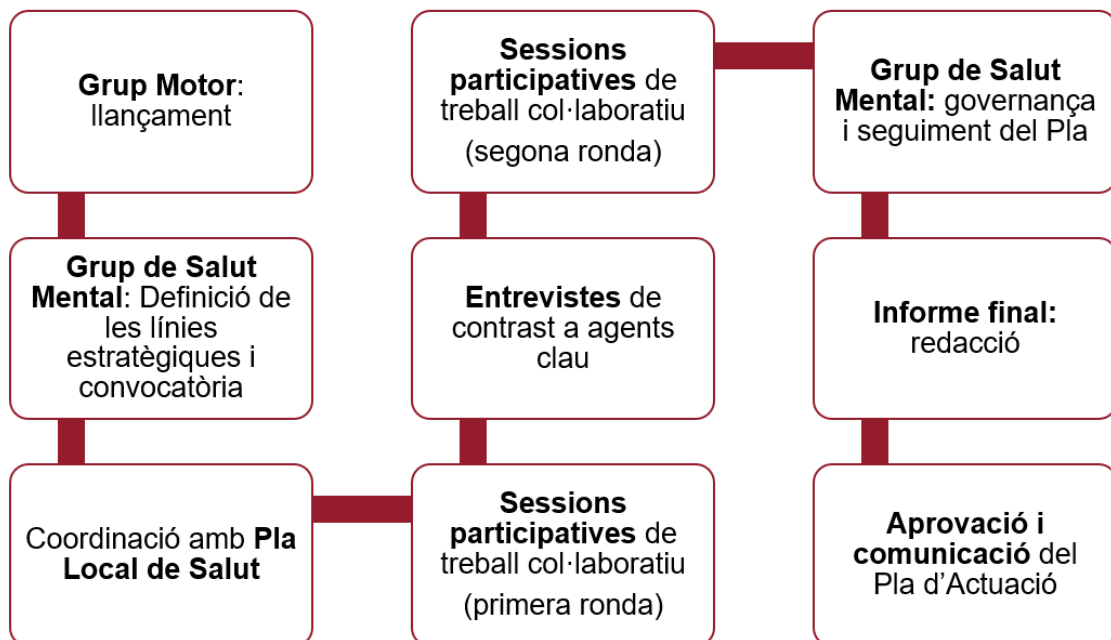 Grup Motor:
llançament
Grup de Salut
Mental: Definició de
les línies
estratègiques i
convocatòria
Coordinació amb Pla
Local de Salut
Sessions
participatives de
treball col·laboratiu
(primera ronda)
Entrevistes de
contrast a agents
clau
Sessions
participatives de
treball col·laboratiu
(segona ronda)
Grup de Salut
Mental: governança
i seguiment del Pla
Informe final:
redacció
Aprovació i
comunicació del
Pla d’Actuació